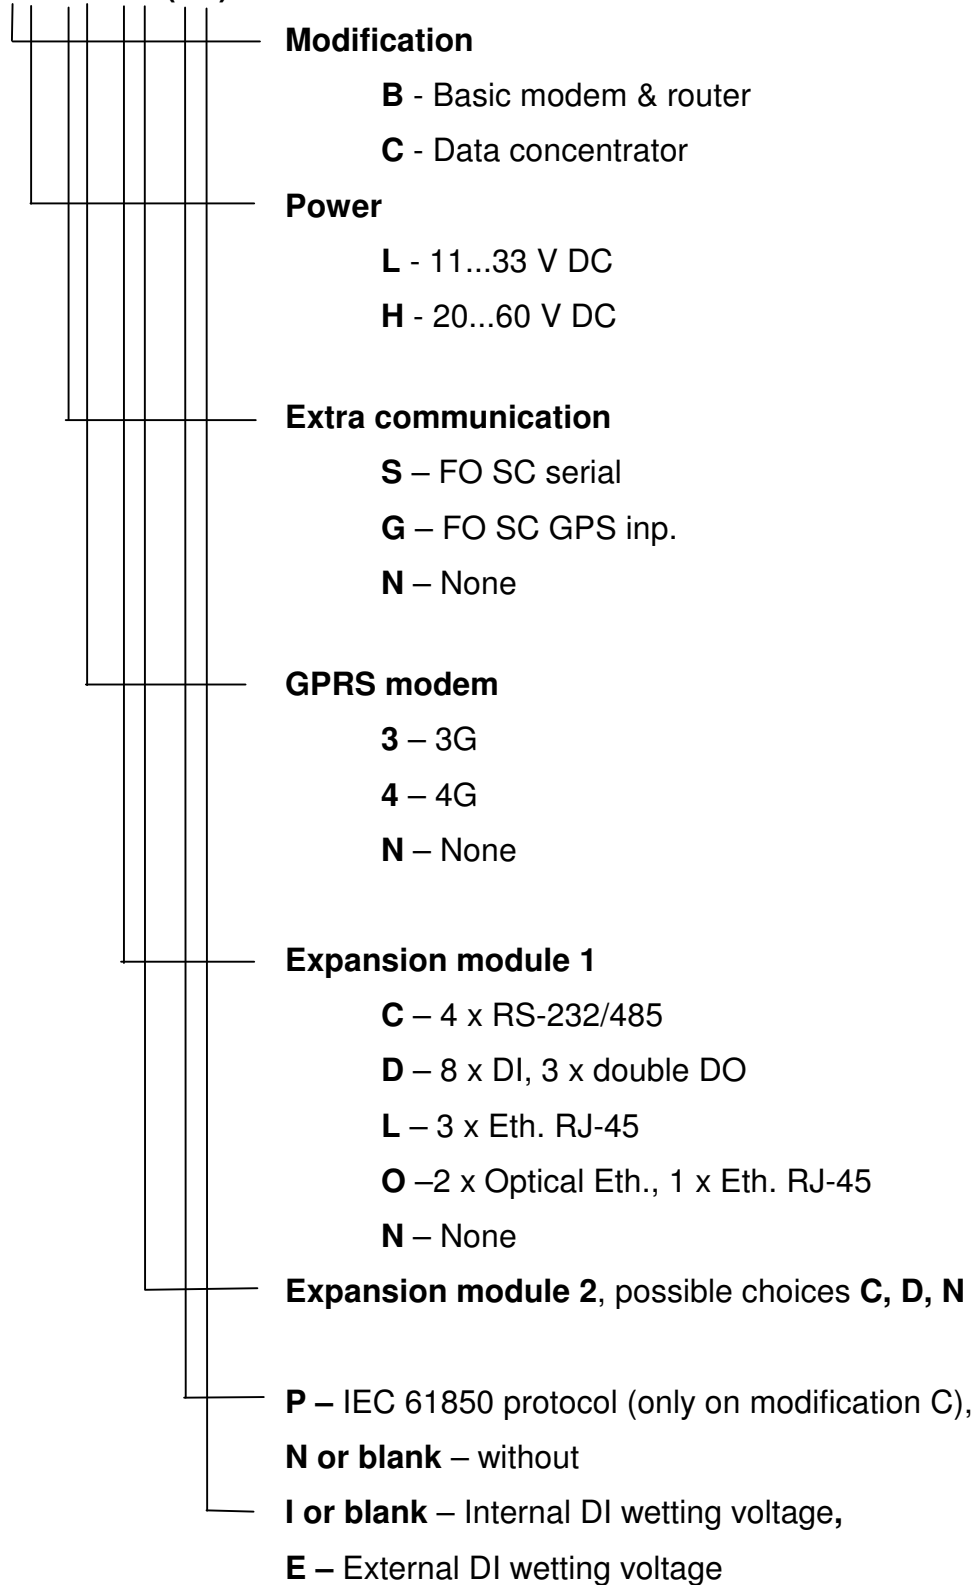 Modification
B - Basic modem & router
C - Data concentrator
Power
L - 11...33 V DC
H - 20...60 V DC
Extra communication
S – FO SC serial
G – FO SC GPS inp.
N – None
GPRS modem
3 – 3G
4 – 4G
N – None
Expansion module 1
C – 4 x RS-232/485
D – 8 x DI, 3 x double DO
L – 3 x Eth. RJ-45
O –2 x Optical Eth., 1 x Eth. RJ-45
N – None
Expansion module 2, possible choices C, D, N
P – IEC 61850 protocol (only on modification C),
N or blank – without
I or blank – Internal DI wetting voltage,
E – External DI wetting voltage